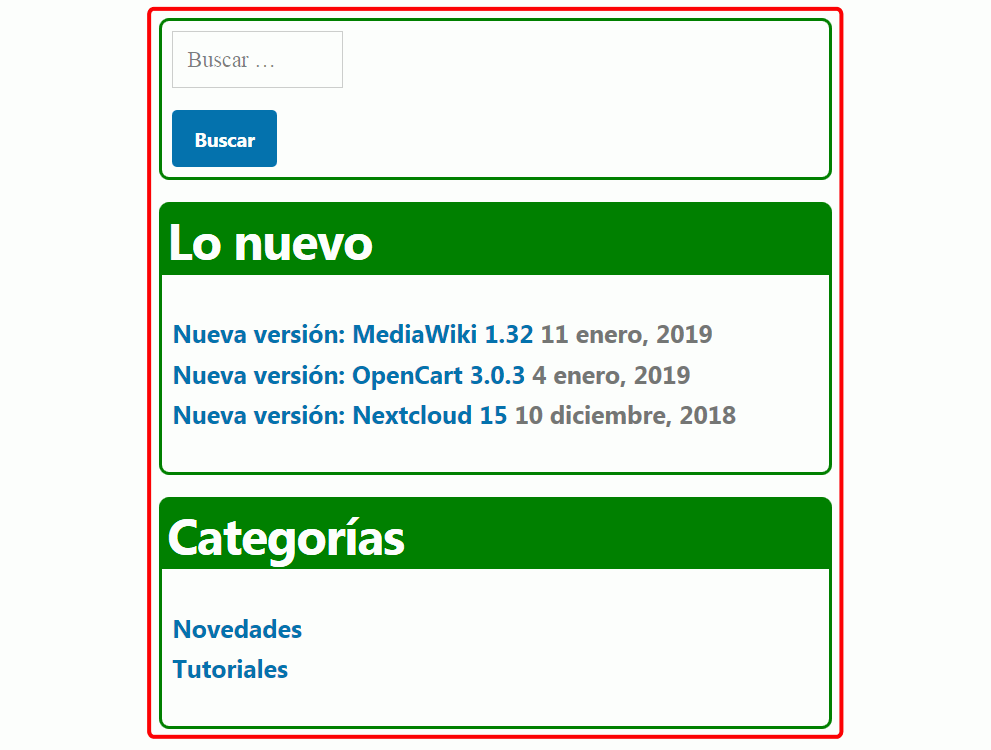 Buscar …
Buscar
Lo nuevo
Nueva versión: MediaWiki 1.32 11 enero, 2019
Nueva versión: OpenCart 3.0.3 4 enero, 2019
Nueva versión: Nextcloud 15 10 diciembre, 2018
Categorías
Novedades
Tutoriales